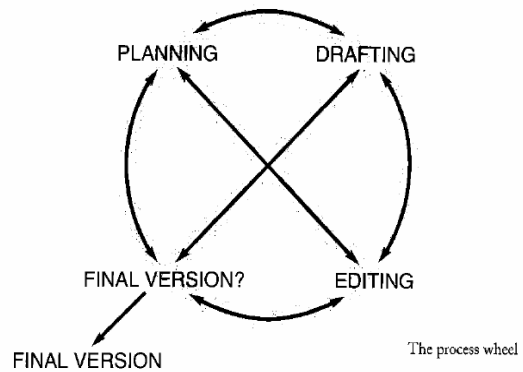 PLANNING DRAFTING
FINAL VERSION? EDITING
The process wheel
FINAL VERSION